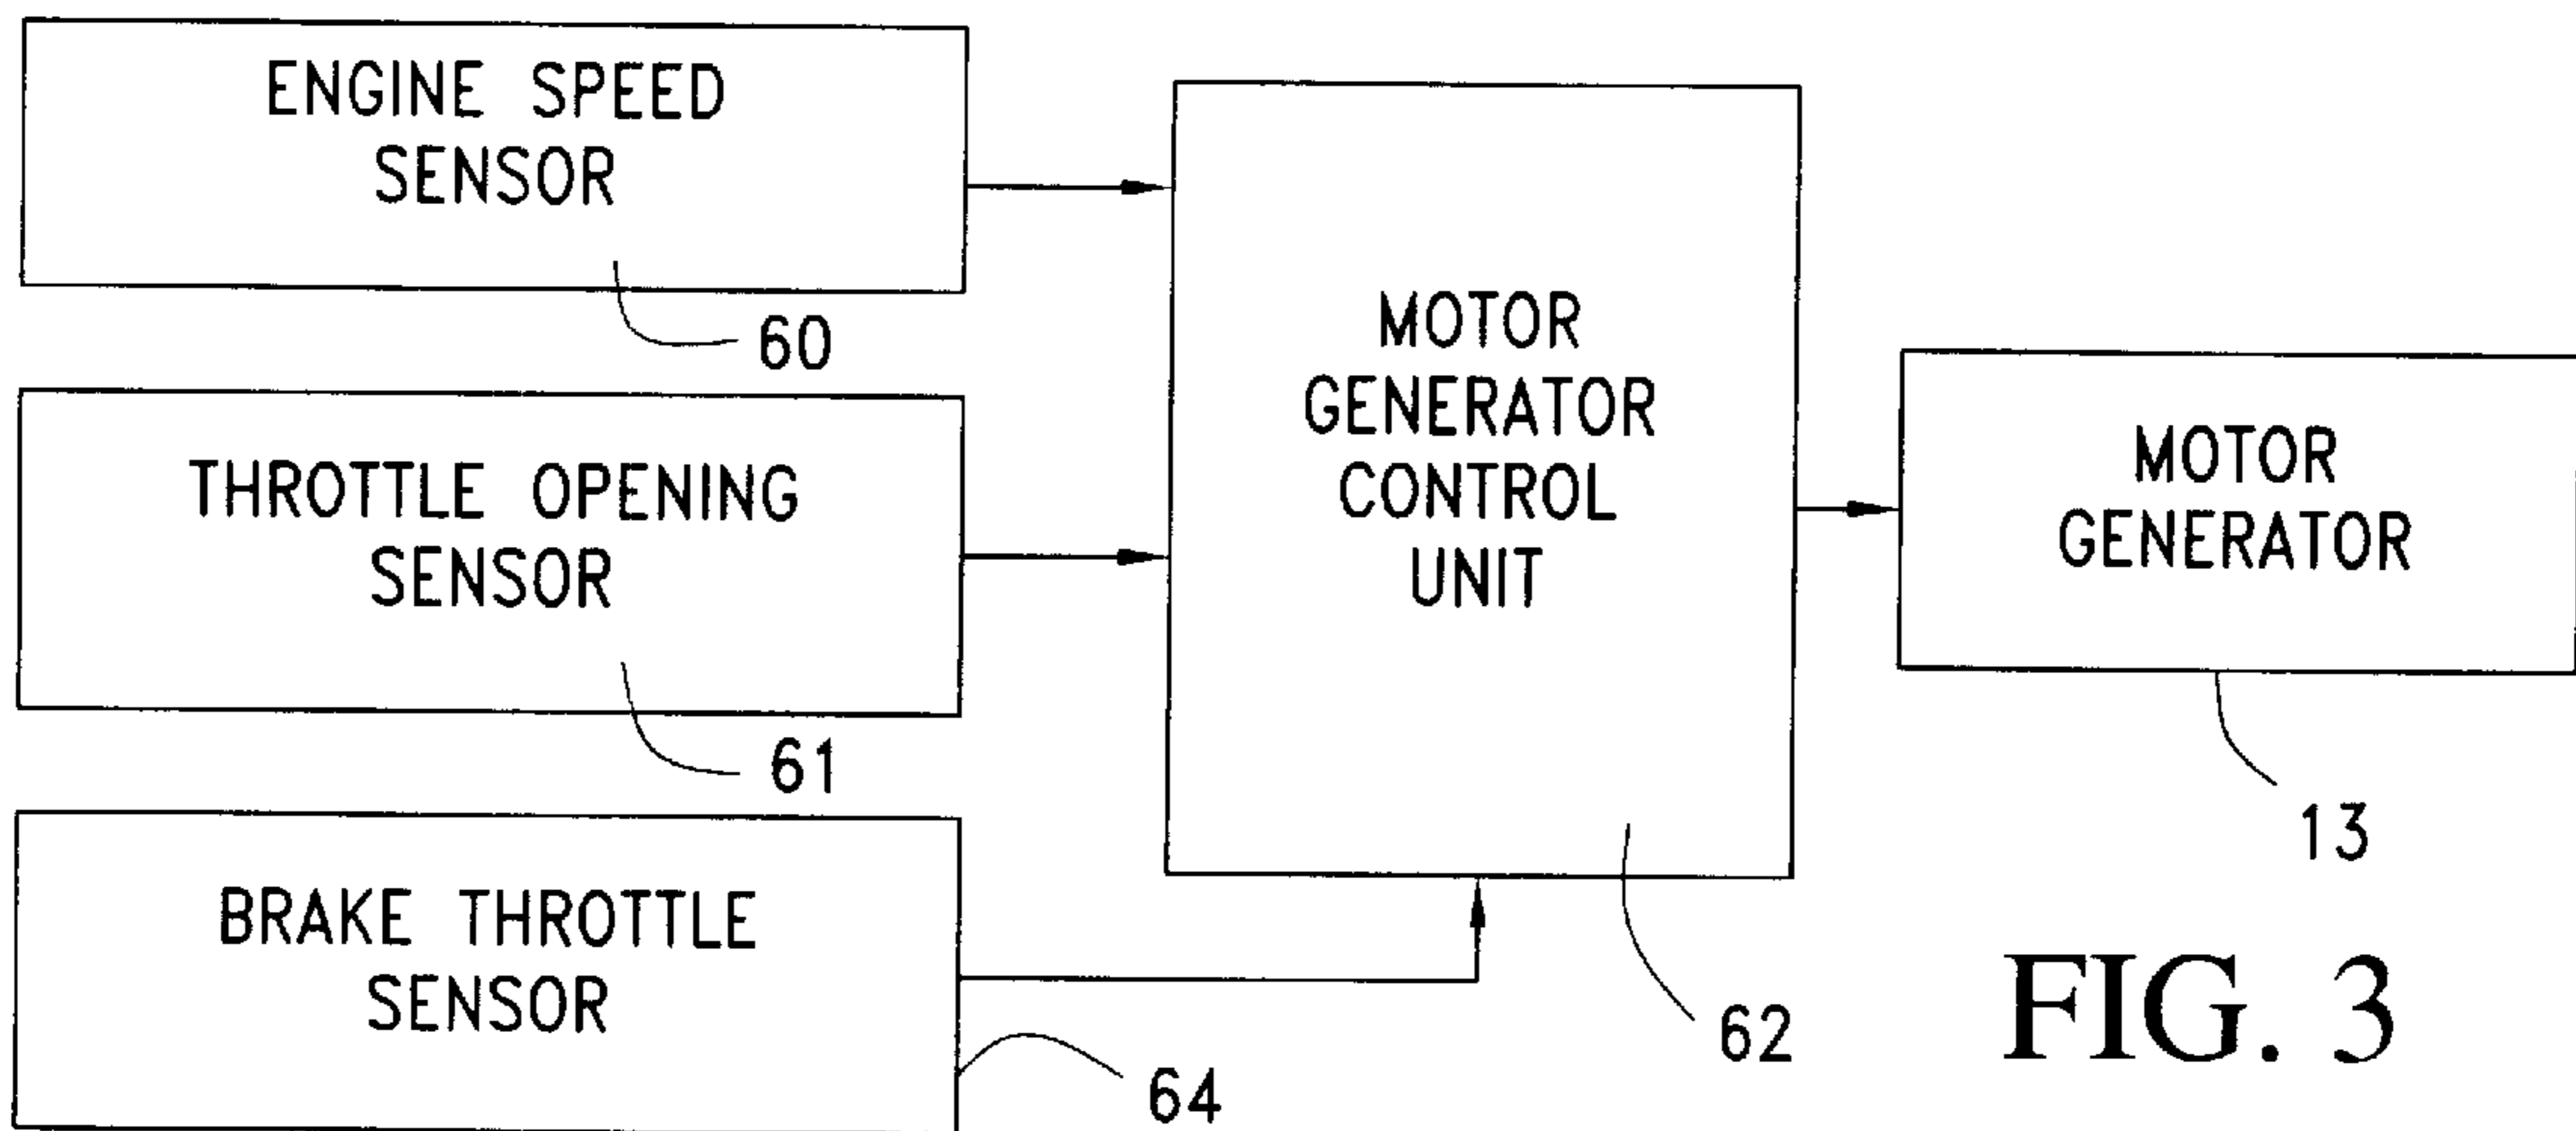 ENGINE SPEED
SENSOR
60
THROTTLE OPENING
SENSOR
61
BRAKE THROTTLE
SENSOR
64
MOTOR
GENERATOR
CONTROL
UNIT
62
MOTOR
GENERATOR
13
FIG. 3